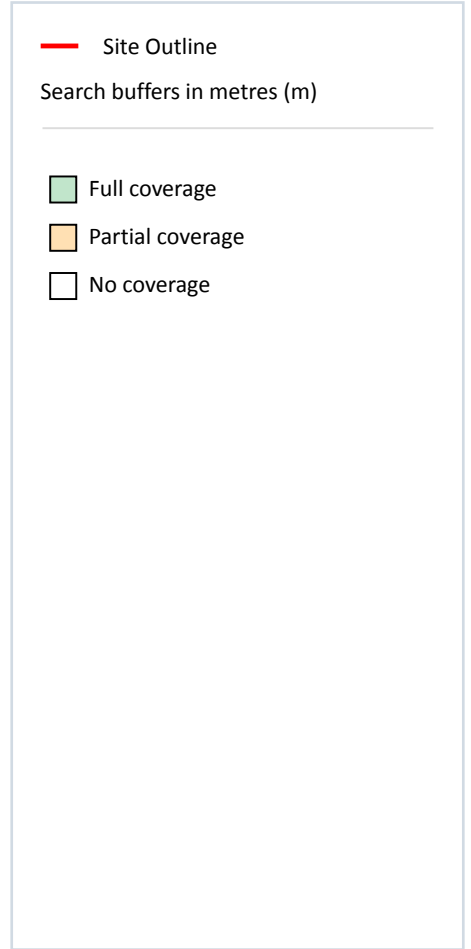 Site Outline
Search buffers in metres (m)
Full coverage
Partial coverage
No coverage